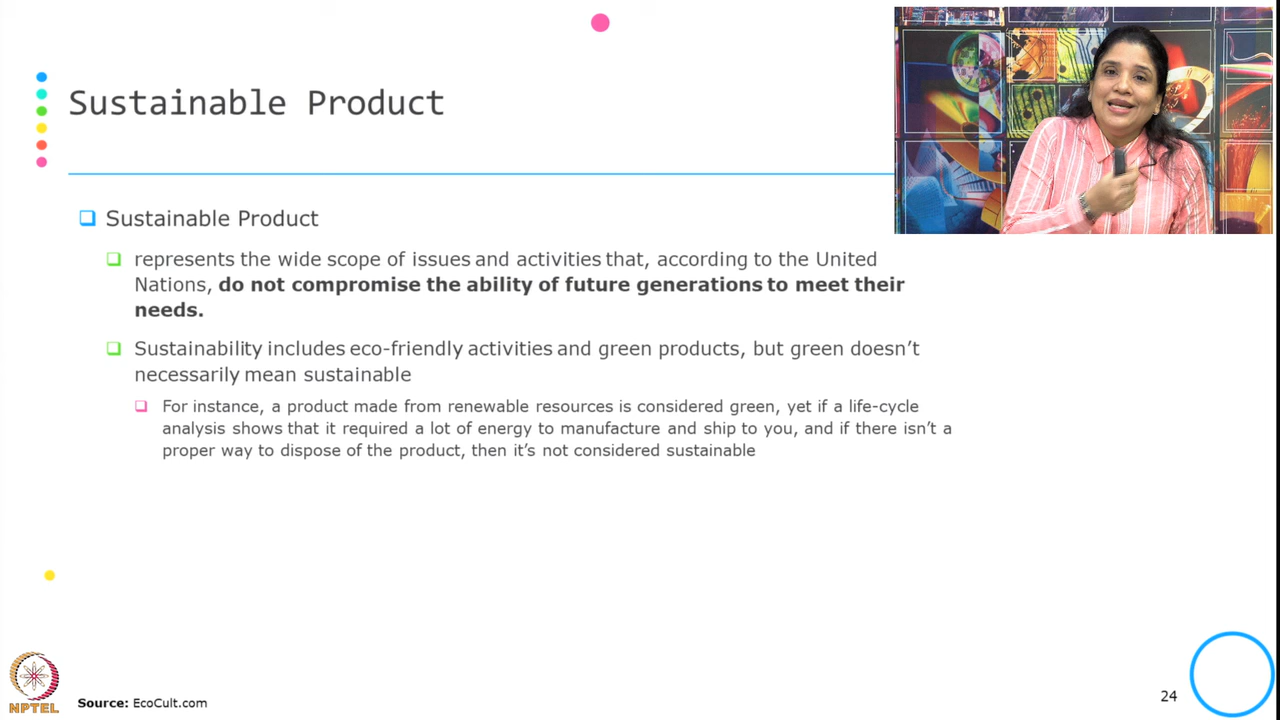 Sustainable Product
Sustainable Product
represents the wide scope of issues and activities that, according to the United
Nations, do not compromise the ability of future generations to meet their
needs.
Sustainability includes eco-friendly activities and green products, but green doesn’t
necessarily mean sustainable
For instance, a product made from renewable resources is considered green, yet if a life-cycle
analysis shows that it required a lot of energy to manufacture and ship to you, and if there isn’t a
proper way to dispose of the product, then it’s not considered sustainable
NPTEL
Source: EcoCult.com
24